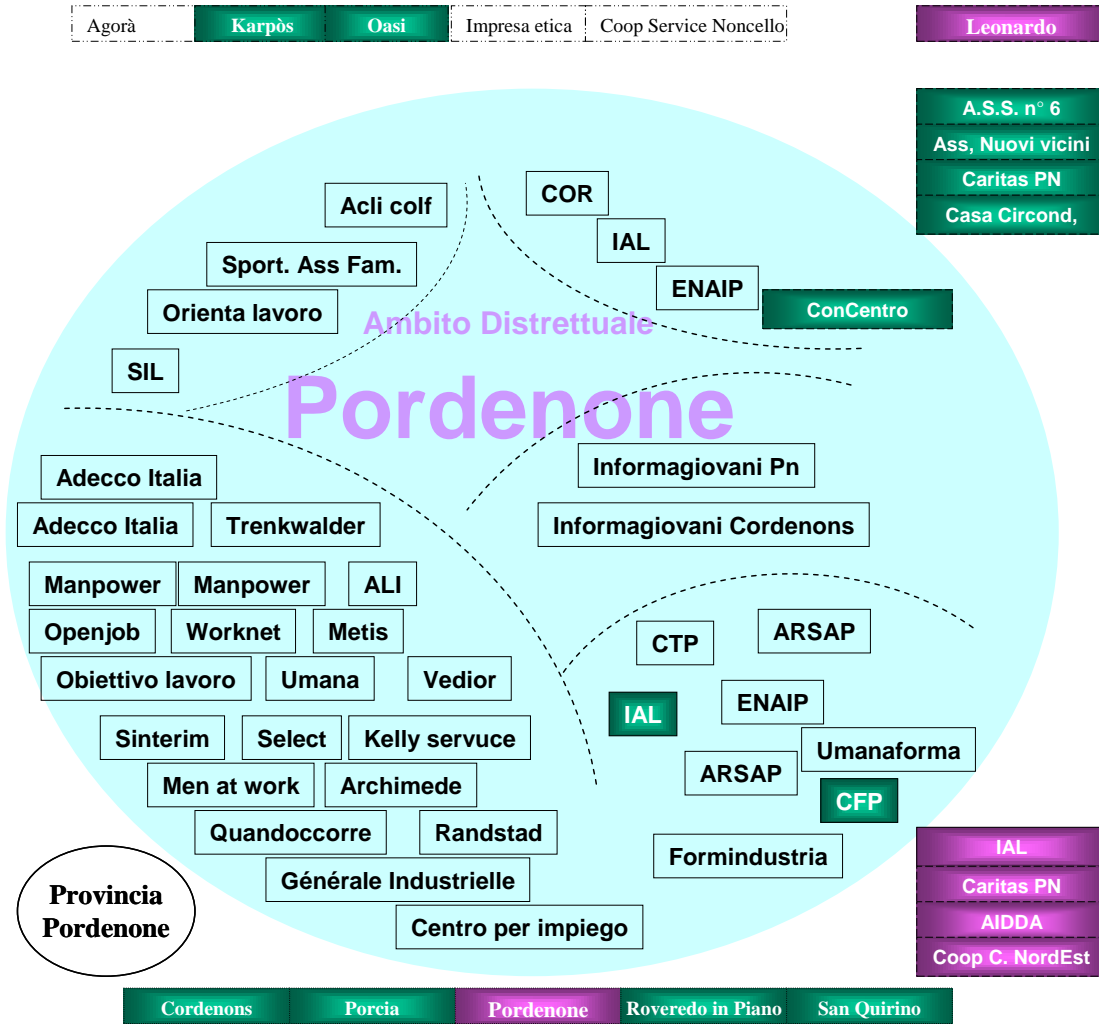 Agorà
Karpòs
Oasi
Impresa etica
Coop Service Noncello
Leonardo
A.S.S. n° 6
Ass, Nuovi vicini
Caritas PN
Casa Circond,
Acli colf
COR
IAL
Sport. Ass Fam.
ENAIP
Orienta lavoro
ConCentro
Ambito Distrettuale
SIL
Pordenone
Informagiovani Pn
Adecco Italia
Adecco Italia
Trenkwalder
Informagiovani Cordenons
Manpower
Manpower
ALI
Openjob
Worknet
Metis
CTP
ARSAP
Obiettivo lavoro
Umana
Vedior
ENAIP
IAL
Sinterim
Select
Kelly servuce
Umanaforma
ARSAP
Men at work
Archimede
CFP
Quandoccorre
Randstad
Formindustria
Générale Industrielle
Centro per impiego
IAL
Caritas PN
AIDDA
Coop C. NordEst
Provincia
Pordenone
Cordenons
Porcia
Pordenone
Roveredo in Piano
San Quirino